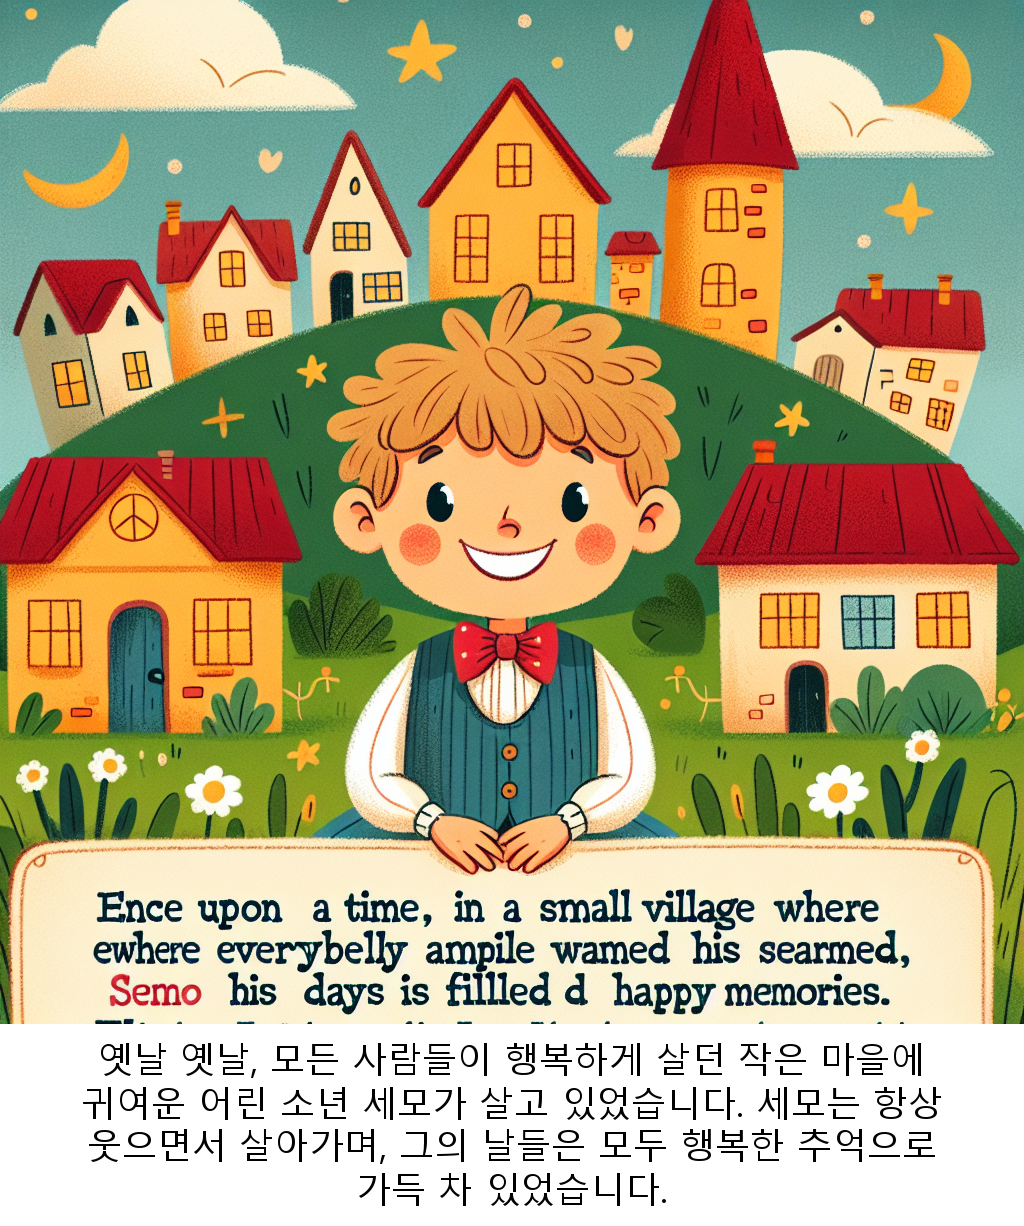 Ence upon a time, in a small village where
ewhere everybelly ampile wamed his searmed,
Semo his days is fillled d happy memories.
옛날 옛날, 모든 사람들이 행복하게 살던 작은 마을에
귀여운 어린 소년 세모가 살고 있었습니다. 세모는 항상
웃으면서 살아가며, 그의 날들은 모두 행복한 추억으로
가득 차 있었습니다.